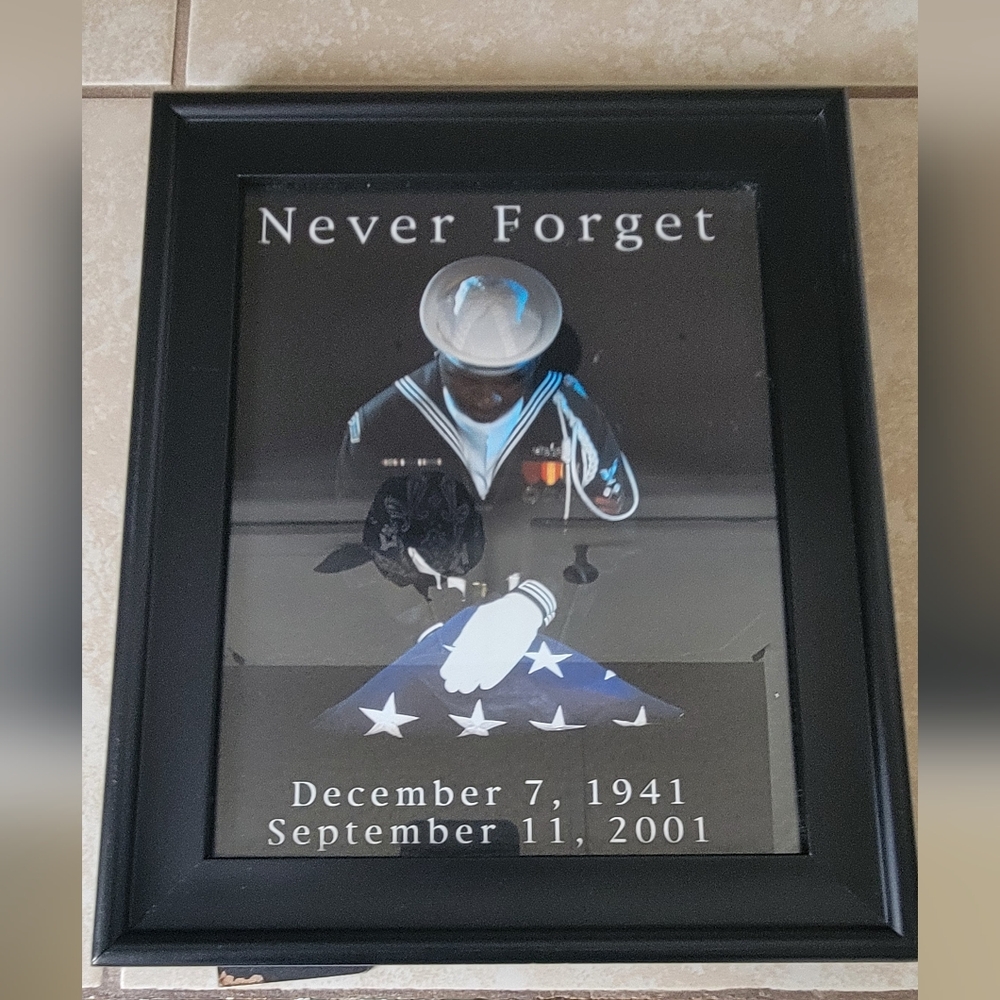 Never Forget
December 7, 1941
September 11, 2001